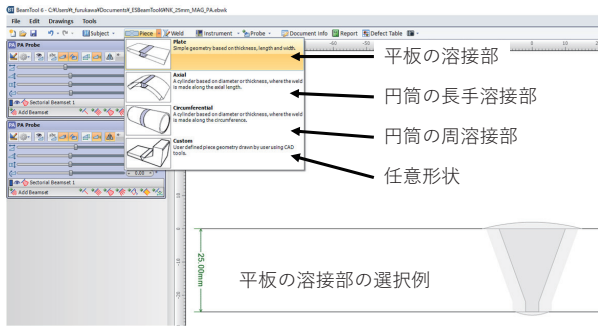 BeamTool 6 - C:¥Users¥t_furukawa¥Documents¥#_ESBeamTool¥#NK_25mm_MAG_PA.ebwk
File Edit Drawings Tools
Subject Piece Weld Instrument Probe Document Info Report Defect Table
PA PA Probe
Sectorial Beamset 1
Add Beamset
PA PA Probe
0.00
Sectorial Beamset 1
Add Beamset
Plate
Simple geometry based on thickness, length and width.
Axial
A cylinder based on diameter or thickness, where the weld is made along the axial length.
Circumferential
A cylinder based on diameter or thickness, where the weld is made along the circumference.
Custom
User defined piece geometry drawn by user using CAD tools.
-60 -50 10 20
平板の溶接部
円筒の長手溶接部
円筒の周溶接部
任意形状
25.00mm
平板の溶接部の選択例